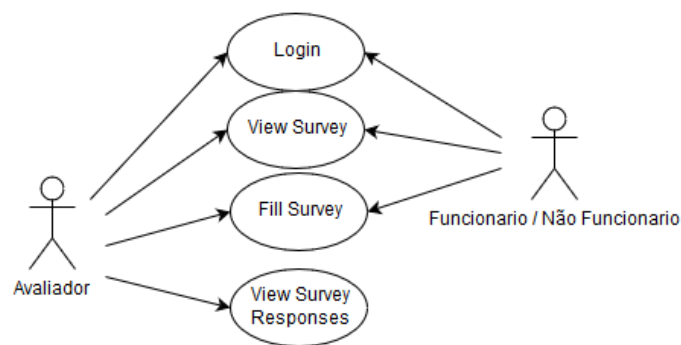 Login
View Survey
Fill Survey
Funcionario / Não Funcionario
Avaliador
View Survey
Responses